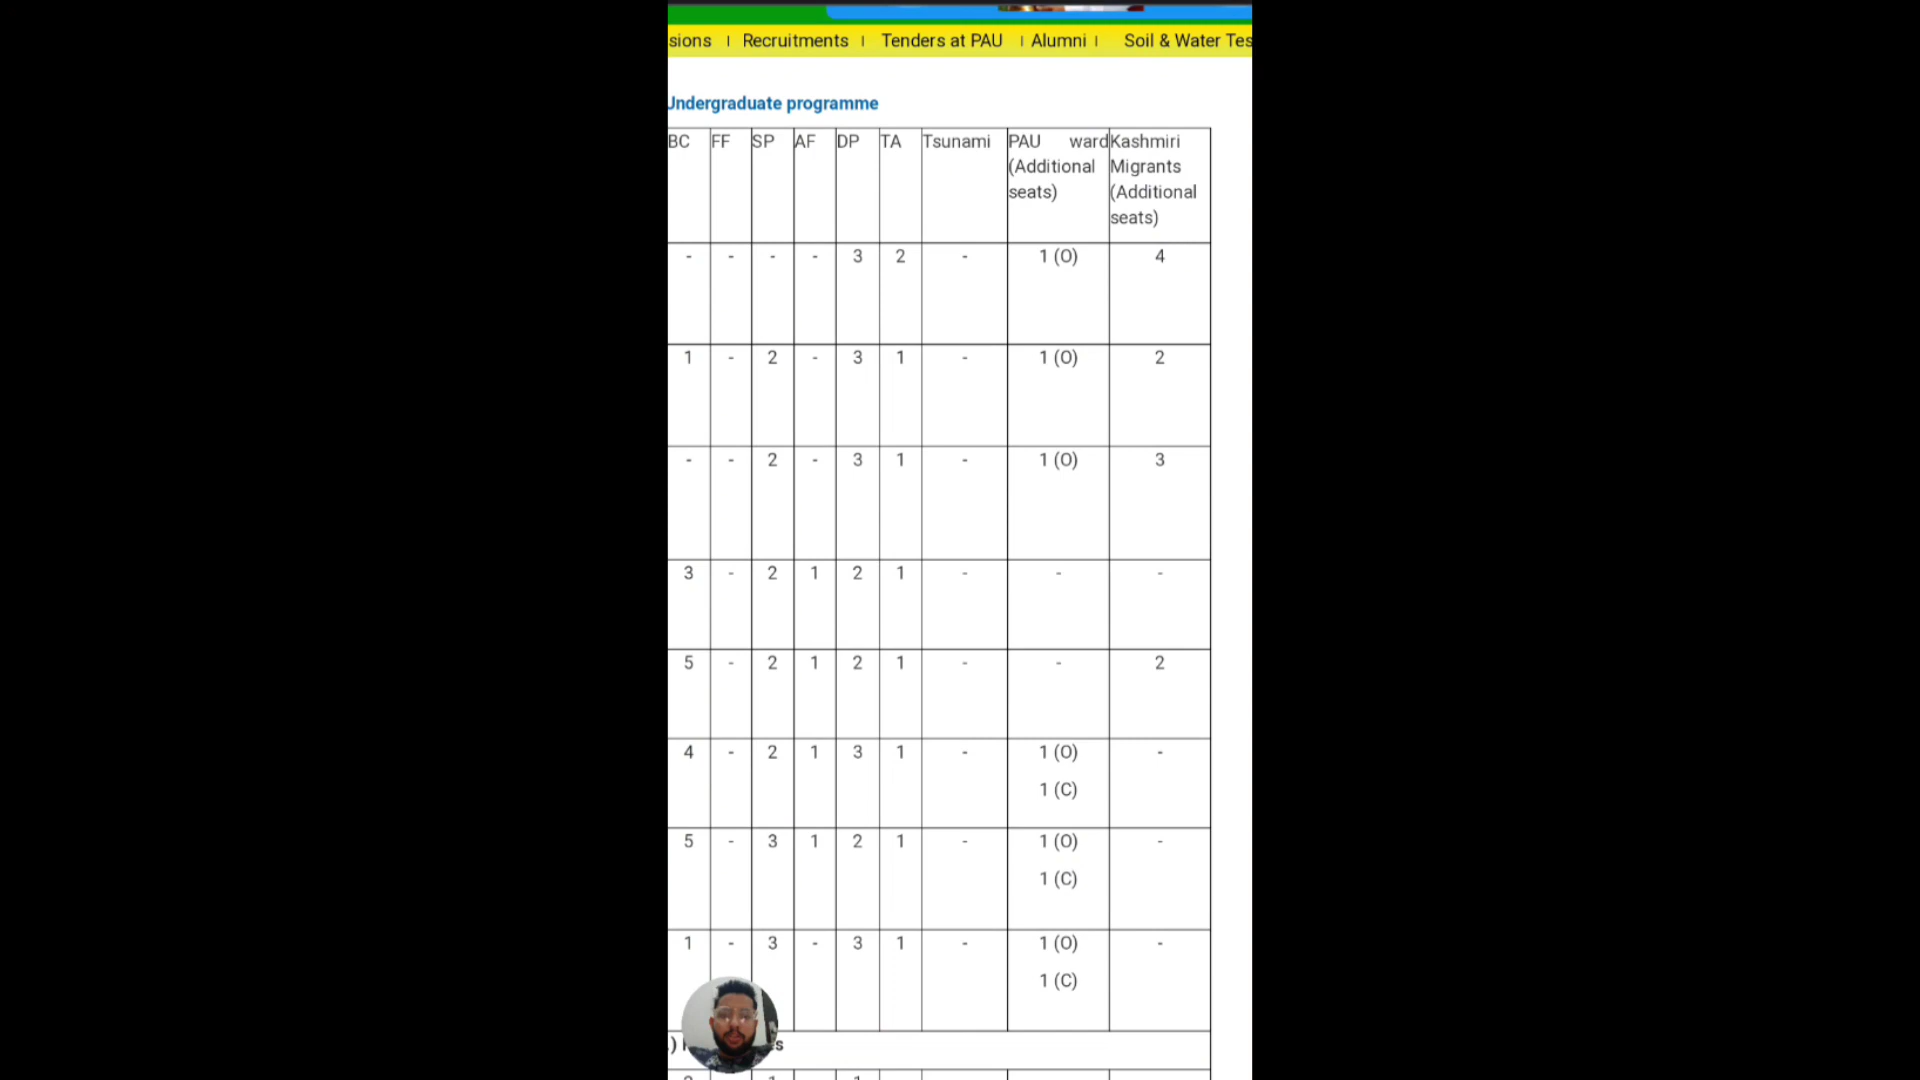 sions I Recruitments I Tenders at PAU I Alumni I Soil & Water Tes
Undergraduate programme
BC FF SP AF DP TA Tsunami PAU ward (Additional seats) Kashmiri Migrants (Additional seats)
- - - - 3 2 - 1 (O) 4
1 - 2 - 3 1 - 1 (O) 2
- - 2 - 3 1 - 1 (O) 3
3 - 2 1 2 1 - - -
5 - 2 1 2 1 - - 2
4 - 2 1 3 1 - 1 (O) -
1 (C)
5 - 3 1 2 1 - 1 (O) -
1 (C)
1 - 3 - 3 1 - 1 (O) -
1 (C)